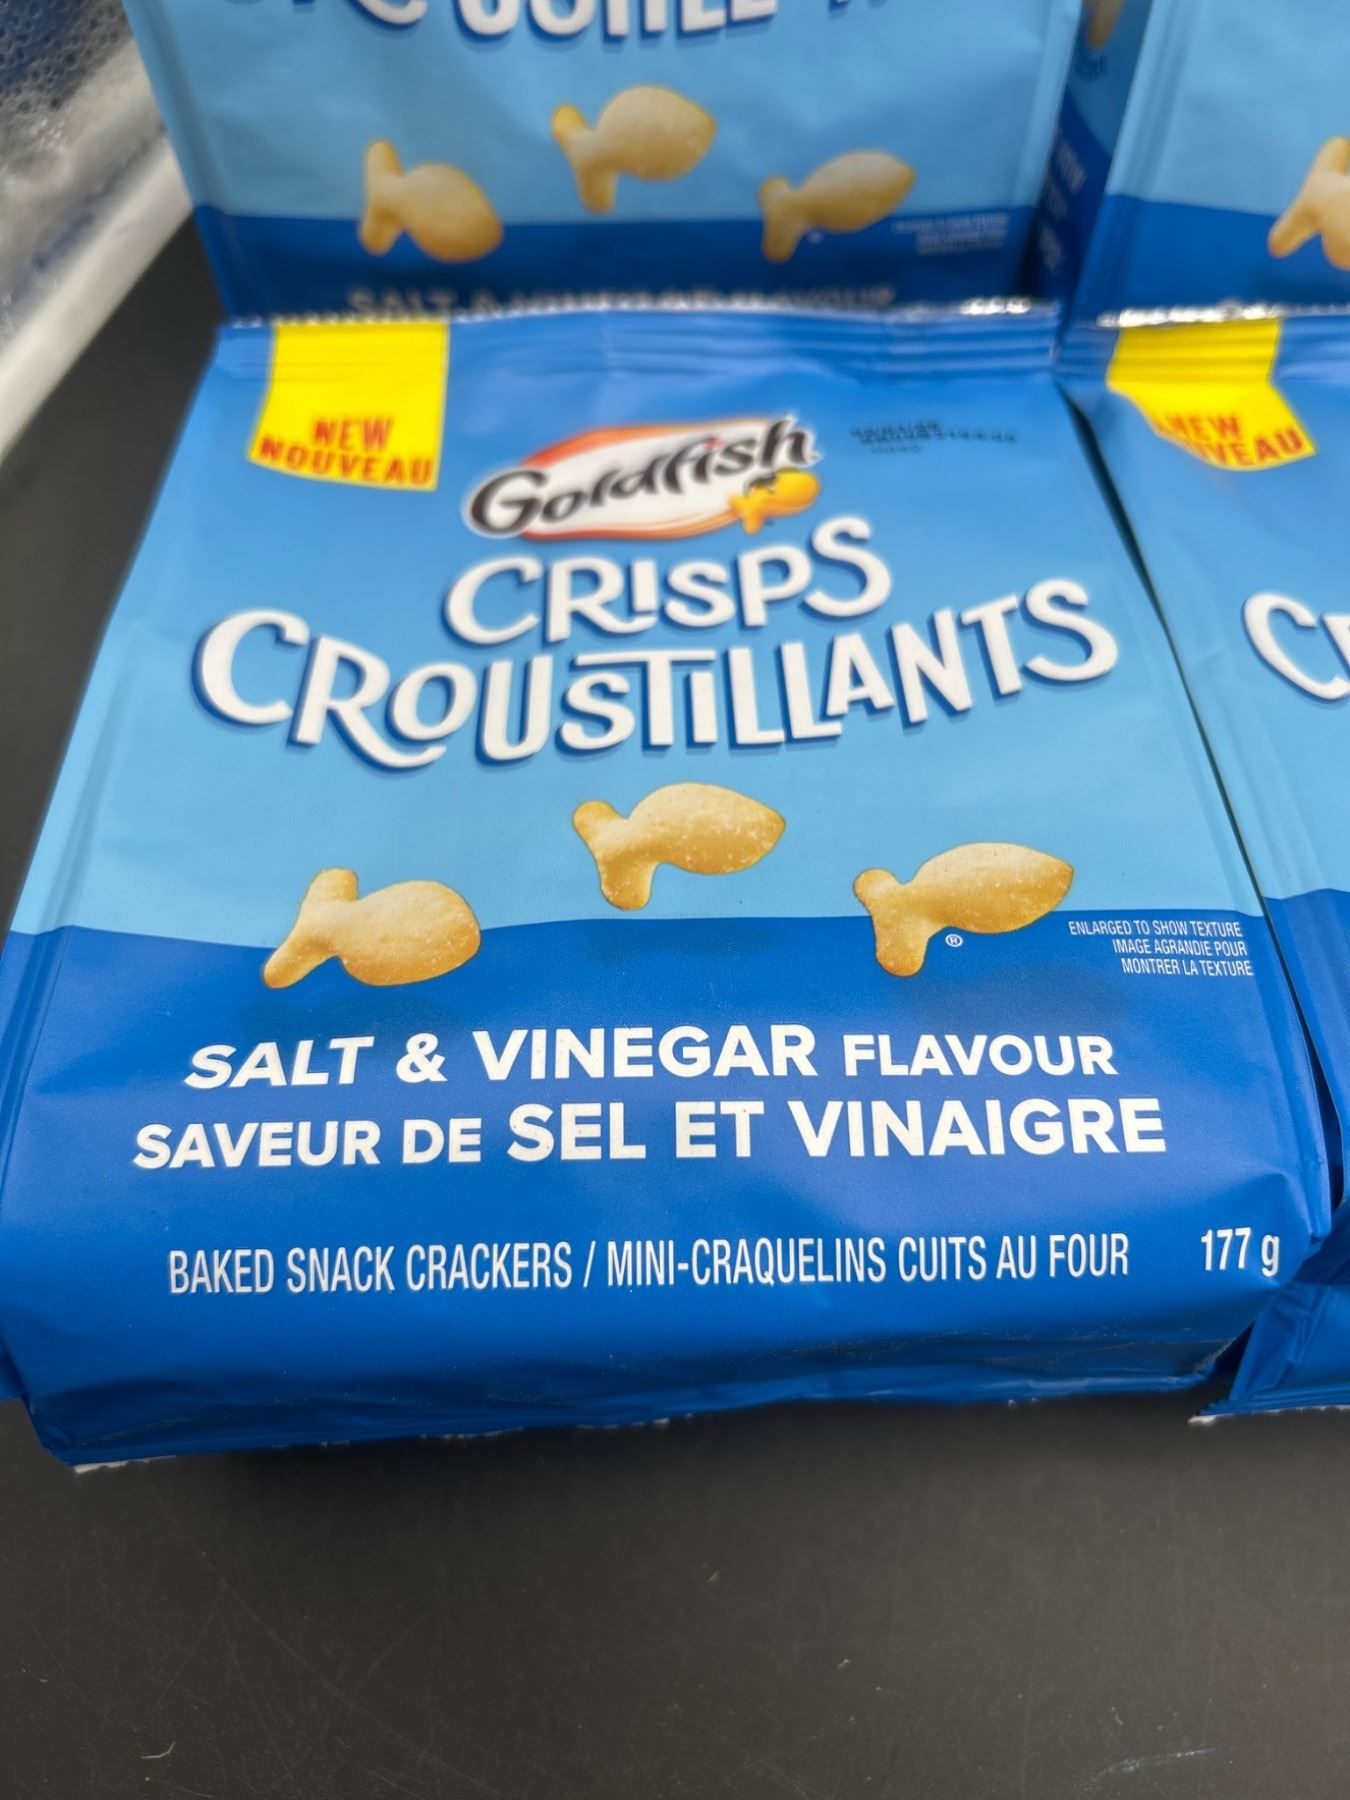 NEW
NOUVEAU
Goldfish
CRISPS
CROUSTILLANTS
ENLARGED TO SHOW TEXTURE
IMAGE AGRANDIE POUR
MONTRER LA TEXTURE
SALT & VINEGAR FLAVOUR
SAVEUR DE SEL ET VINAIGRE
BAKED SNACK CRACKERS / MINI-CRAQUELINS CUITS AU FOUR 177 g
NEW